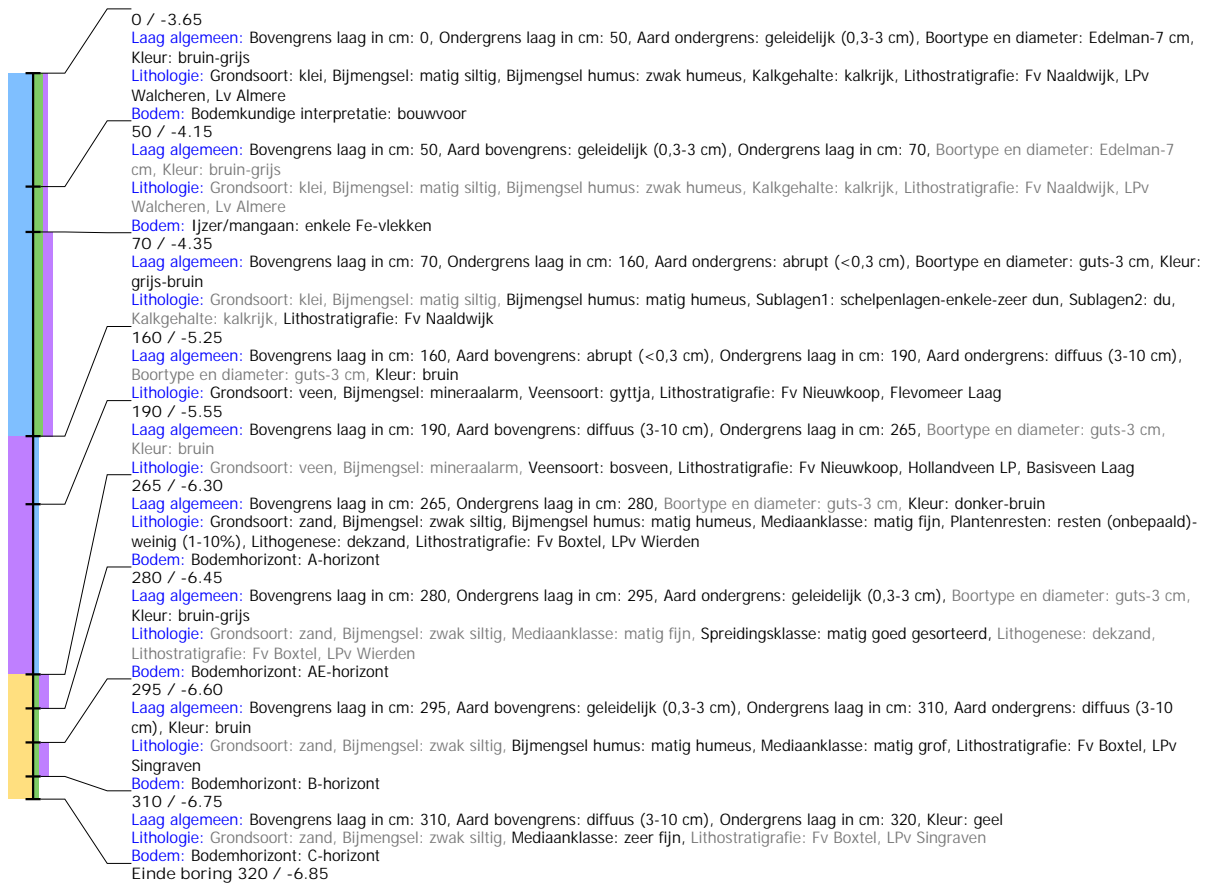 0 / -3.65
Laag algemeen: Bovengrens laag in cm: 0, Ondergrens laag in cm: 50, Aard ondergrens: geleidelijk (0,3-3 cm), Boortype en diameter: Edelman-7 cm,
Kleur: bruin-grijs
Lithologie: Grondsoort: klei, Bijmengsel: matig siltig, Bijmengsel humus: zwak humeus, Kalkgehalte: kalkrijk, Lithostratigrafie: Fv Naaldwijk, LPv
Walcheren, Lv Almere
Bodem: Bodemkundige interpretatie: bouwvoor
50 / -4.15
Laag algemeen: Bovengrens laag in cm: 50, Aard bovengrens: geleidelijk (0,3-3 cm), Ondergrens laag in cm: 70, Boortype en diameter: Edelman-7
cm, Kleur: bruin-grijs
Lithologie: Grondsoort: klei, Bijmengsel: matig siltig, Bijmengsel humus: zwak humeus, Kalkgehalte: kalkrijk, Lithostratigrafie: Fv Naaldwijk, LPv
Walcheren, Lv Almere
Bodem: Ijzer/mangaan: enkele Fe-vlekken
70 / -4.35
Laag algemeen: Bovengrens laag in cm: 70, Ondergrens laag in cm: 160, Aard ondergrens: abrupt (<0,3 cm), Boortype en diameter: guts-3 cm, Kleur:
grijs-bruin
Lithologie: Grondsoort: klei, Bijmengsel: matig siltig, Bijmengsel humus: matig humeus, Sublagen1: schelpenlagen-enkele-zeer dun, Sublagen2: du,
Kalkgehalte: kalkrijk, Lithostratigrafie: Fv Naaldwijk
160 / -5.25
Laag algemeen: Bovengrens laag in cm: 160, Aard bovengrens: abrupt (<0,3 cm), Ondergrens laag in cm: 190, Aard ondergrens: diffuus (3-10 cm),
Boortype en diameter: guts-3 cm, Kleur: bruin
Lithologie: Grondsoort: veen, Bijmengsel: mineraalarm, Veensoort: gyttja, Lithostratigrafie: Fv Nieuwkoop, Flevomeer Laag
190 / -5.55
Laag algemeen: Bovengrens laag in cm: 190, Aard bovengrens: diffuus (3-10 cm), Ondergrens laag in cm: 265, Boortype en diameter: guts-3 cm,
Kleur: bruin
Lithologie: Grondsoort: veen, Bijmengsel: mineraalarm, Veensoort: bosveen, Lithostratigrafie: Fv Nieuwkoop, Hollandveen LP, Basisveen Laag
265 / -6.30
Laag algemeen: Bovengrens laag in cm: 265, Ondergrens laag in cm: 280, Boortype en diameter: guts-3 cm, Kleur: donker-bruin
Lithologie: Grondsoort: zand, Bijmengsel: zwak siltig, Bijmengsel humus: matig humeus, Mediaanklasse: matig fijn, Plantenresten: resten (onbepaald)-
weinig (1-10%), Lithogenese: dekzand, Lithostratigrafie: Fv Boxtel, LPv Wierden
Bodem: Bodemhorizont: A-horizont
280 / -6.45
Laag algemeen: Bovengrens laag in cm: 280, Ondergrens laag in cm: 295, Aard ondergrens: geleidelijk (0,3-3 cm), Boortype en diameter: guts-3 cm,
Kleur: bruin-grijs
Lithologie: Grondsoort: zand, Bijmengsel: zwak siltig, Mediaanklasse: matig fijn, Spreidingsklasse: matig goed gesorteerd, Lithogenese: dekzand,
Lithostratigrafie: Fv Boxtel, LPv Wierden
Bodem: Bodemhorizont: AE-horizont
295 / -6.60
Laag algemeen: Bovengrens laag in cm: 295, Aard bovengrens: geleidelijk (0,3-3 cm), Ondergrens laag in cm: 310, Aard ondergrens: diffuus (3-10
cm), Kleur: bruin
Lithologie: Grondsoort: zand, Bijmengsel: zwak siltig, Bijmengsel humus: matig humeus, Mediaanklasse: matig grof, Lithostratigrafie: Fv Boxtel, LPv
Singraven
Bodem: Bodemhorizont: B-horizont
310 / -6.75
Laag algemeen: Bovengrens laag in cm: 310, Aard bovengrens: diffuus (3-10 cm), Ondergrens laag in cm: 320, Kleur: geel
Lithologie: Grondsoort: zand, Bijmengsel: zwak siltig, Mediaanklasse: zeer fijn, Lithostratigrafie: Fv Boxtel, LPv Singraven
Bodem: Bodemhorizont: C-horizont
Einde boring 320 / -6.85